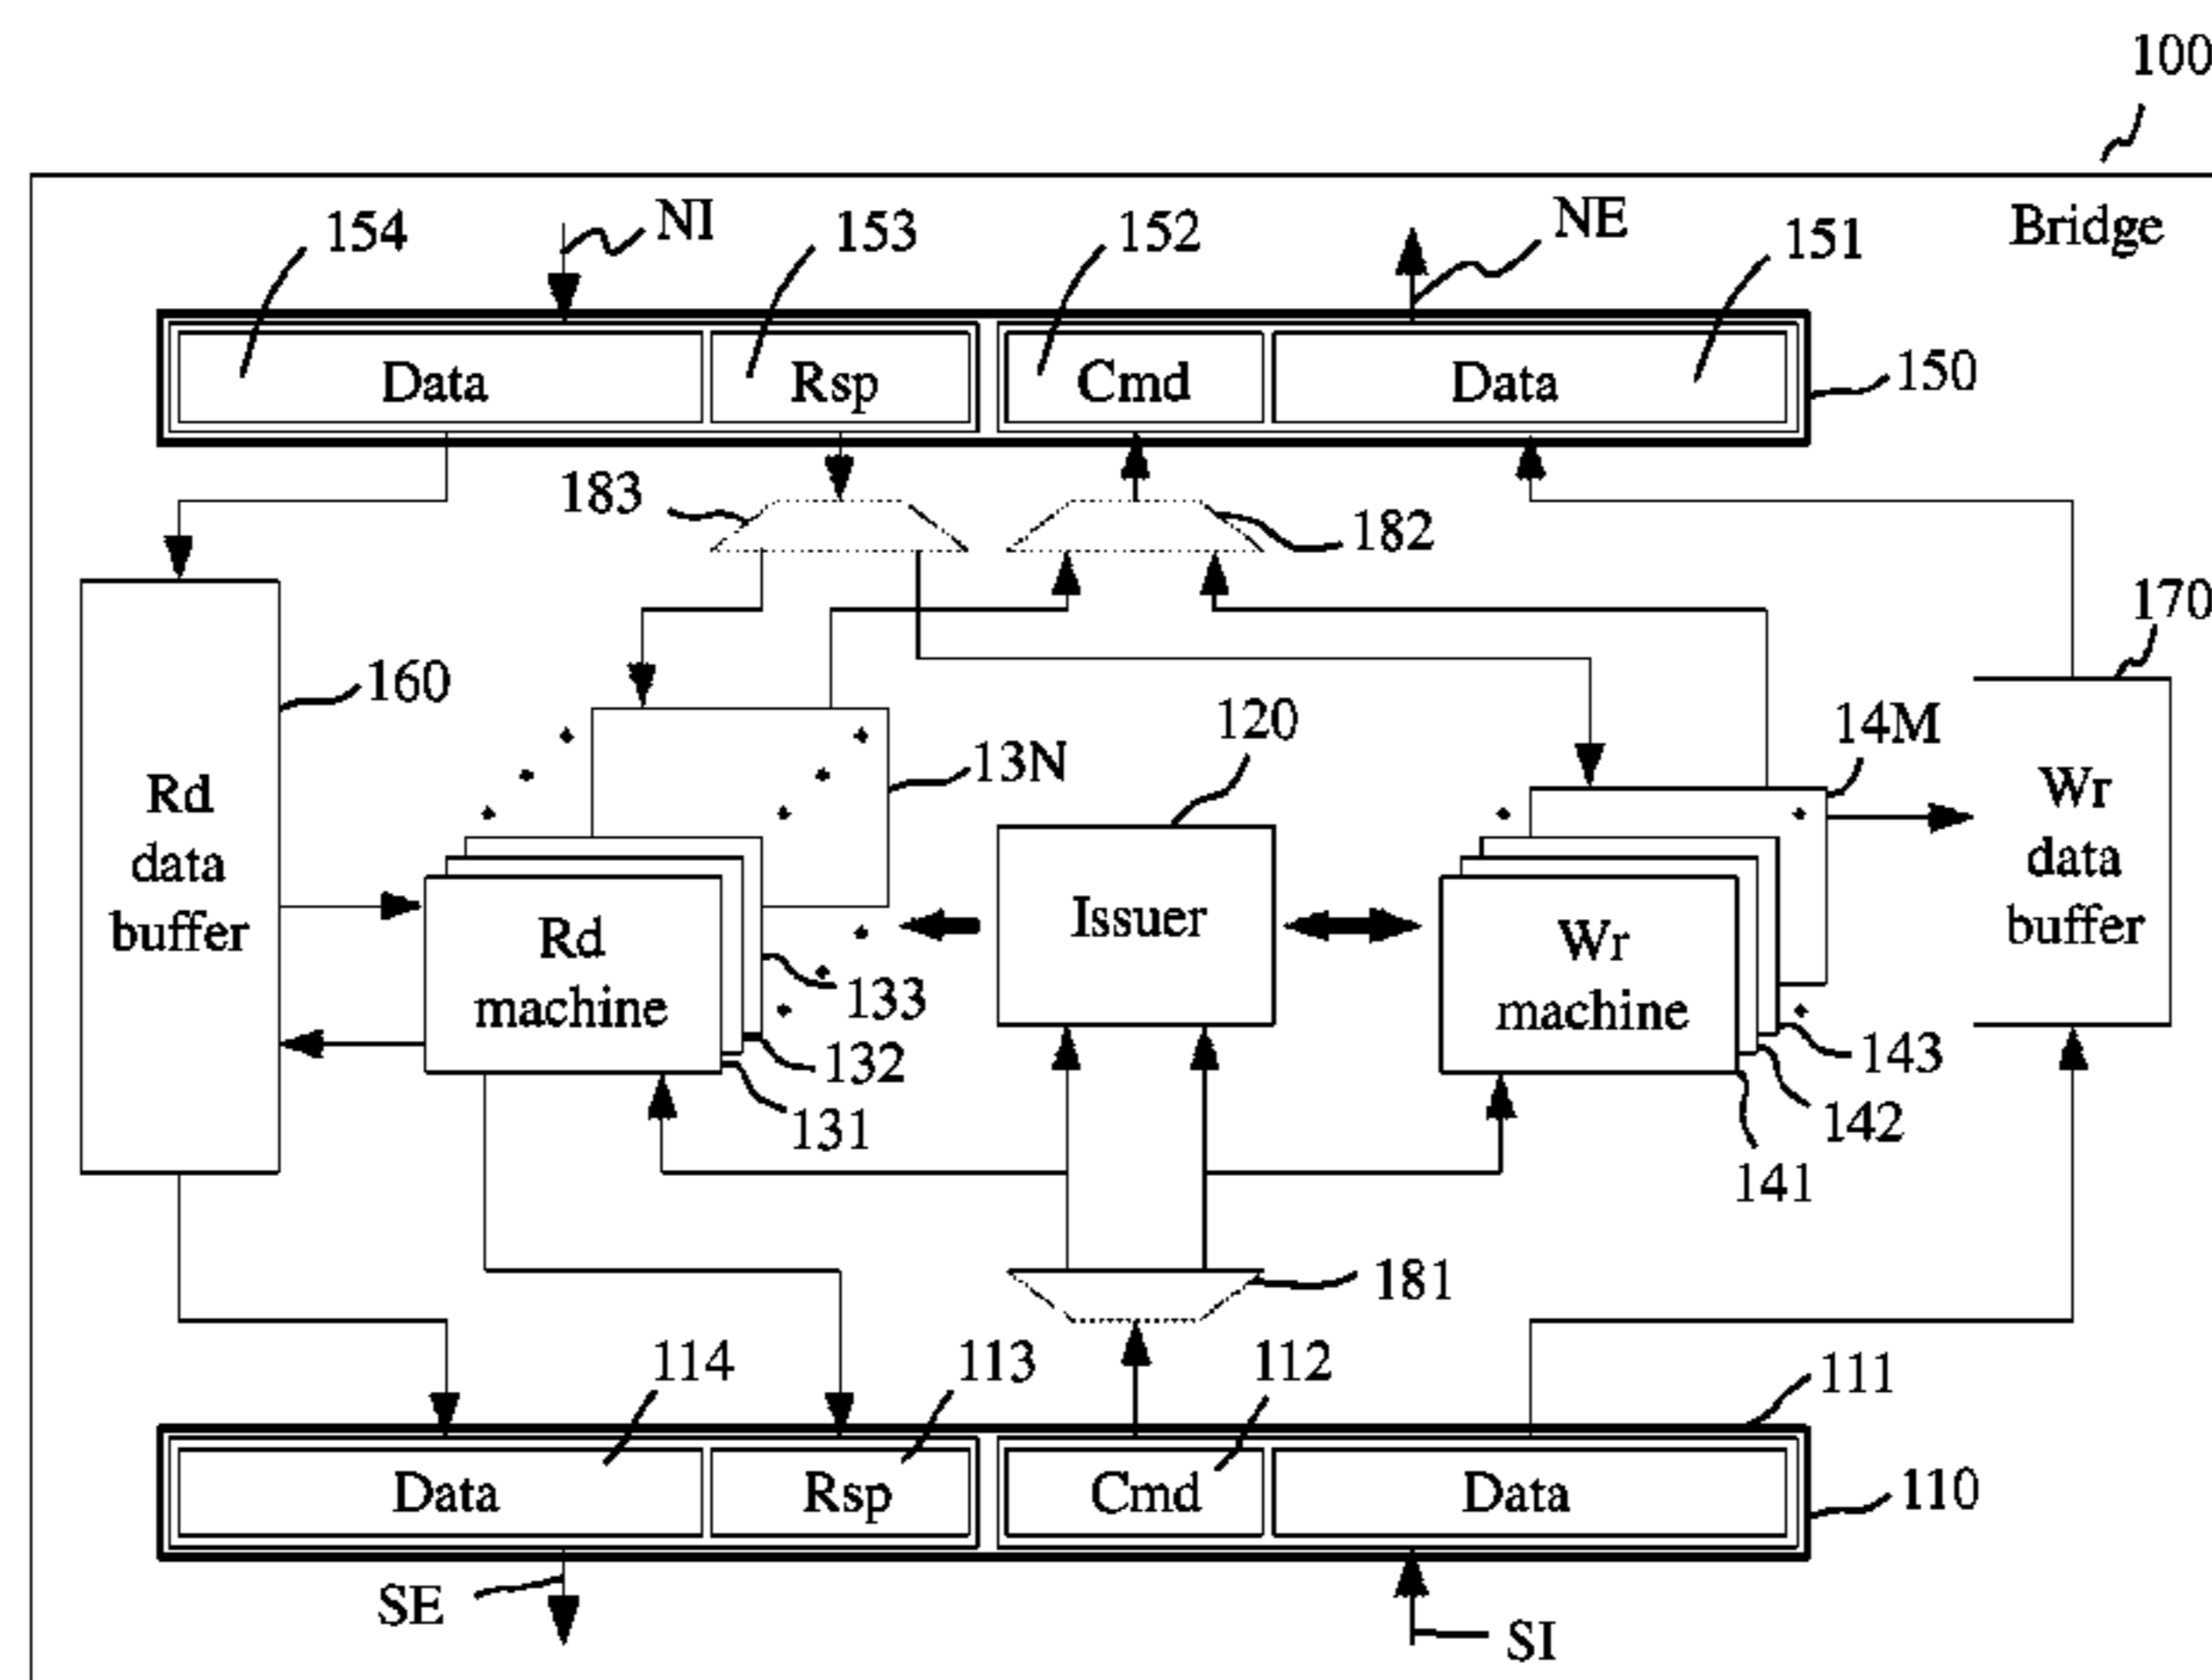 100
Bridge
154
NI
153
152
NE
151
Data
Rsp
Cmd
Data
150
183
182
170
160
Rd
data
buffer
13N
120
14M
Wr
data
buffer
Issuer
Rd
machine
133
132
131
Wr
machine
143
142
141
181
114
113
112
111
Data
Rsp
Cmd
Data
110
SE
SI